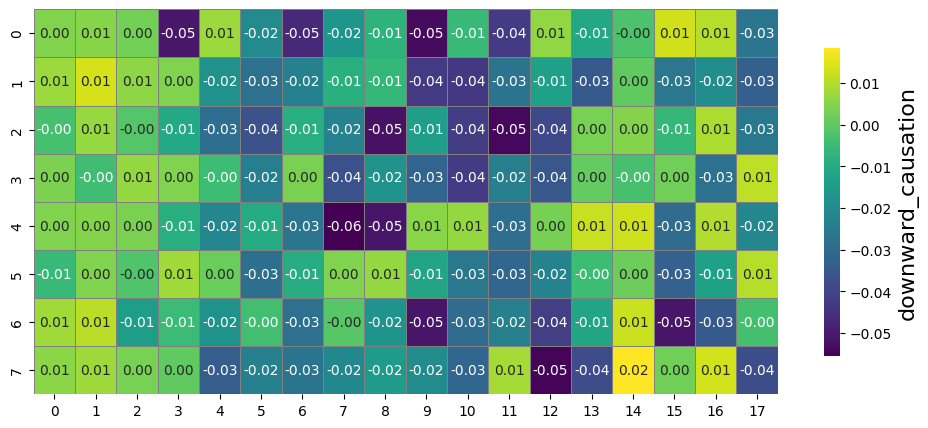 0 0.00 0.01 0.00 -0.05 0.01 -0.02 -0.05 -0.02 -0.01 -0.05 -0.01 -0.04 0.01 -0.01 -0.00 0.01 0.01 -0.03
1 0.01 0.01 0.01 0.00 -0.02 -0.03 -0.02 -0.01 -0.01 -0.04 -0.04 -0.03 -0.01 -0.03 0.00 -0.03 -0.02 -0.03
2 -0.00 0.01 -0.00 -0.01 -0.03 -0.04 -0.01 -0.02 -0.05 -0.01 -0.04 -0.05 -0.04 0.00 0.00 -0.01 0.01 -0.03
3 0.00 -0.00 0.01 0.00 -0.00 -0.02 0.00 -0.04 -0.02 -0.03 -0.04 -0.02 -0.04 0.00 -0.00 0.00 -0.03 0.01
4 0.00 0.00 0.00 -0.01 -0.02 -0.01 -0.03 -0.06 -0.05 0.01 0.01 -0.03 0.00 0.01 0.01 -0.03 0.01 -0.02
5 -0.01 0.00 -0.00 0.01 0.00 -0.03 -0.01 0.00 0.01 -0.01 -0.03 -0.03 -0.02 -0.00 0.00 -0.03 -0.01 0.01
6 0.01 0.01 -0.01 -0.01 -0.02 -0.00 -0.03 -0.00 -0.02 -0.05 -0.03 -0.02 -0.04 -0.01 0.01 -0.05 -0.03 -0.00
7 0.01 0.01 0.00 0.00 -0.03 -0.02 -0.02 -0.03 -0.02 -0.02 -0.03 0.01 -0.05 -0.04 0.02 0.00 0.01 -0.04
0 1 2 3 4 5 6 7 8 9 10 11 12 13 14 15 16 17
0.01
0.00
−0.01
−0.02
−0.03
−0.04
−0.05
downward_causation